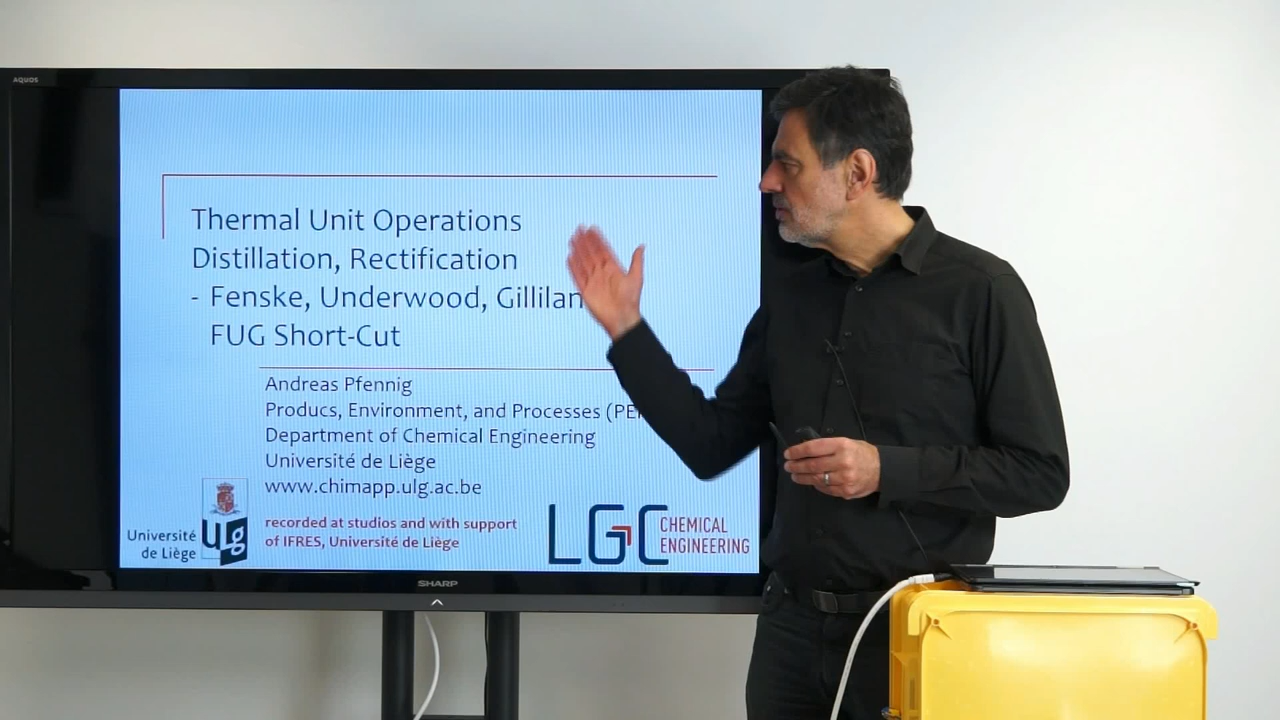 AQUOS
Thermal Unit Operations
Distillation, Rectification
- Fenske, Underwood, Gillilan
FUG Short-Cut
Andreas Pfennig
Producs, Environment, and Processes (PE
Department of Chemical Engineering
Université de Liège
www.chimapp.ulg.ac.be
Université
de Liège
ulg
recorded at studios and with support
of IFRES, Université de Liège
LGC
CHEMICAL
ENGINEERING
SHARP